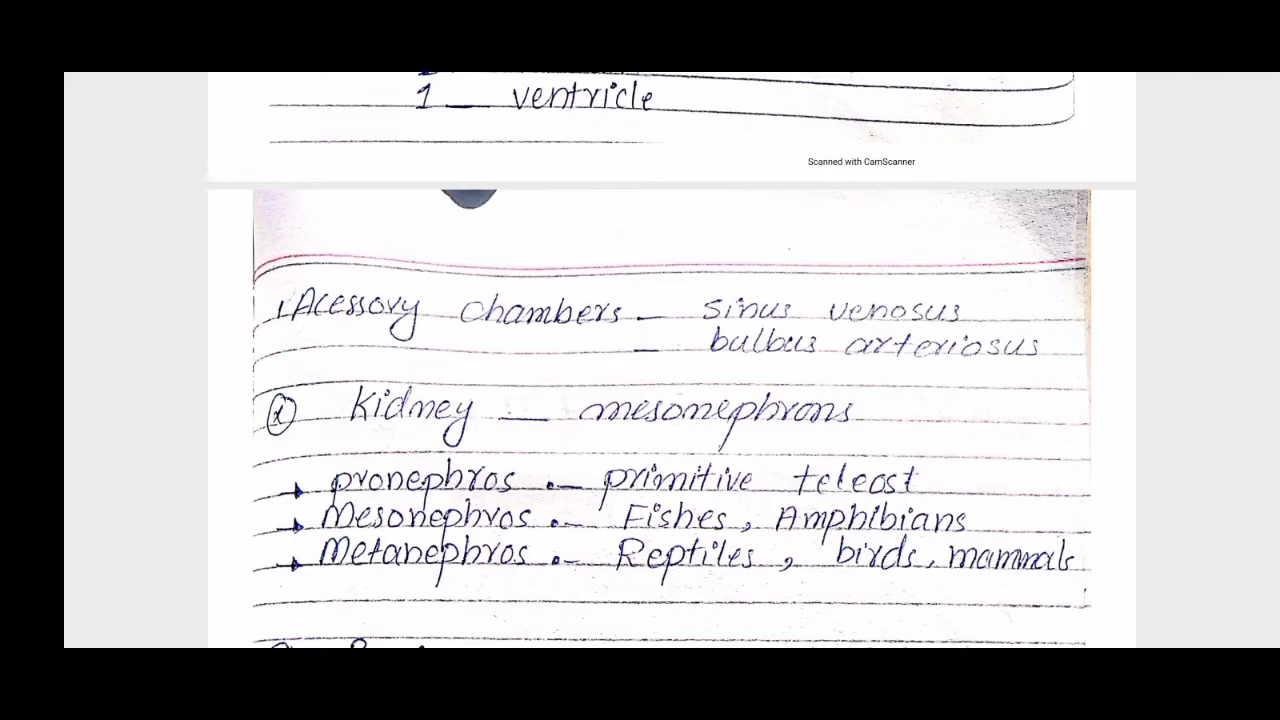 1 — ventricle
Scanned with CamScanner
Acessory chambers — sinus venosus
— bulbus arteriosus
Kidney — mesonephrons
→ pronephros :— primitive teleost
→ Mesonephros :— Fishes, Amphibians
→ Metanephros :— Reptiles, birds, mammals